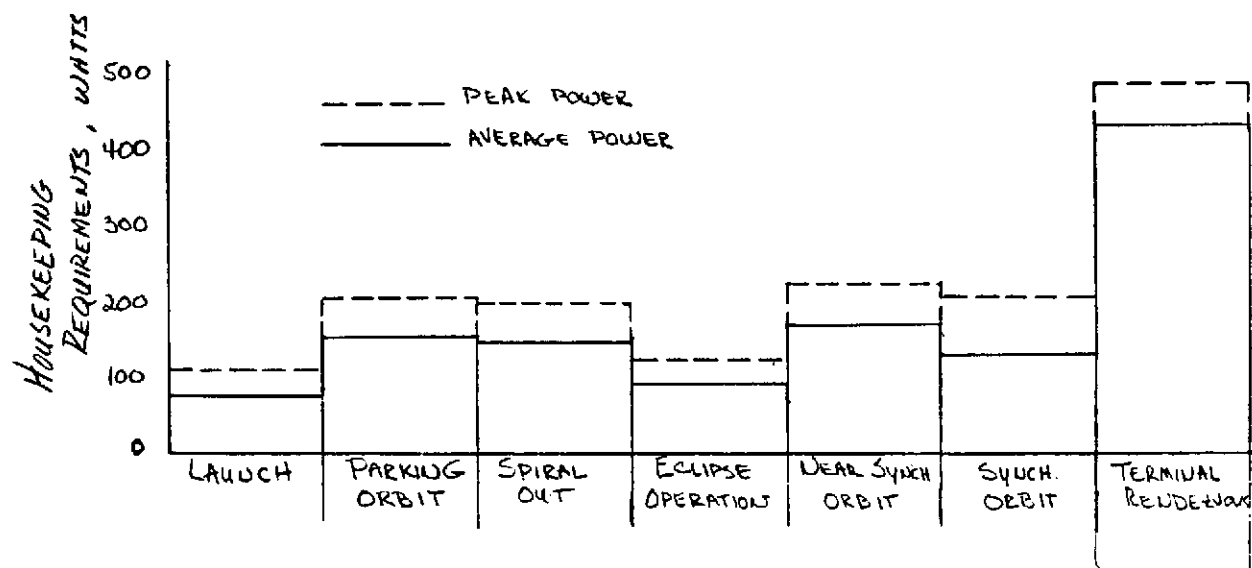 HOUSEKEEPING
REQUIREMENTS, WATTS
500
400
300
200
100
0
PEAK POWER
AVERAGE POWER
LAUNCH
PARKING
ORBIT
SPIRAL
OUT
ECLIPSE
OPERATION
NEAR SYNCH
ORBIT
SYNCH.
ORBIT
TERMINAL
RENDEZVOUS